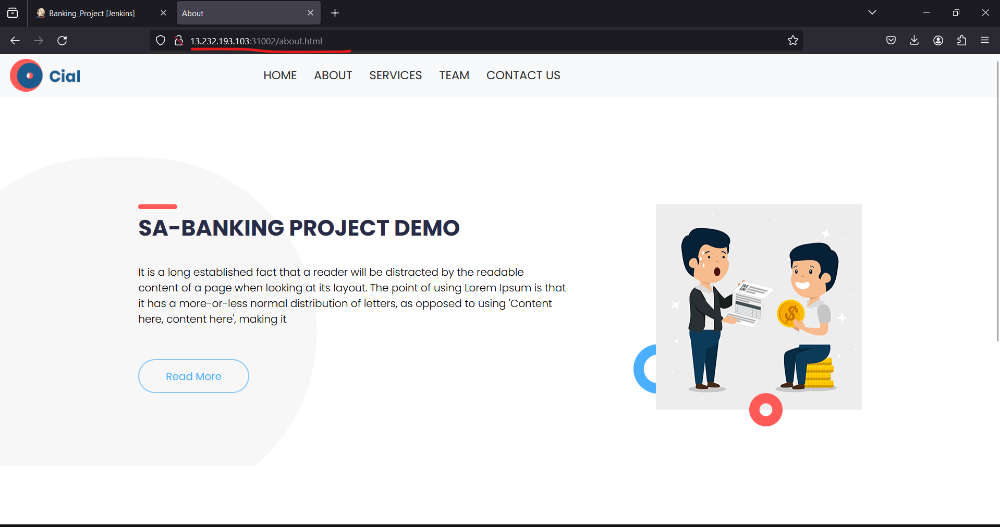 Banking_Project [Jenkins]
About
13.232.193.103:31002/about.html
Cial
HOME ABOUT SERVICES TEAM CONTACT US
SA-BANKING PROJECT DEMO
It is a long established fact that a reader will be distracted by the readable
content of a page when looking at its layout. The point of using Lorem Ipsum is that
it has a more-or-less normal distribution of letters, as opposed to using 'Content
here, content here', making it
TAX
DAY
$
Read More